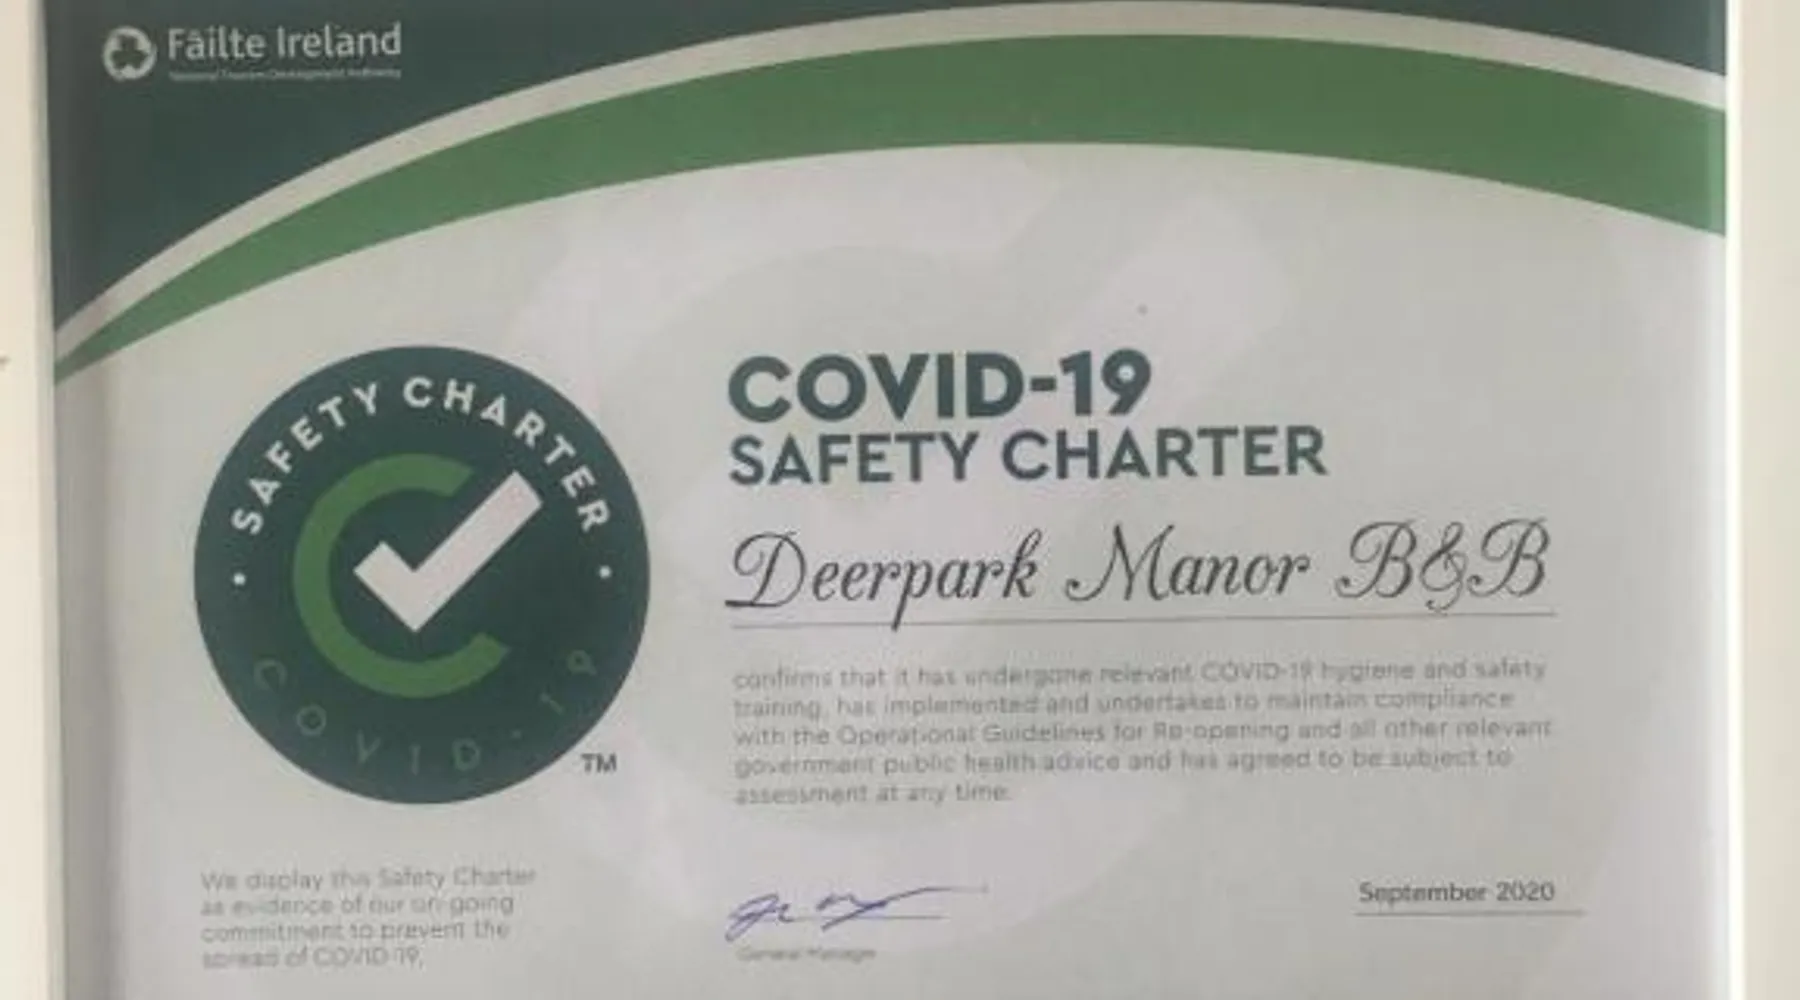 Fáilte Ireland
National Tourism Development Authority
SAFETY CHARTER
COVID-19
TM
COVID-19
SAFETY CHARTER
Deerpark Manor B&B
confirms that it has undergone relevant COVID-19 hygiene and safety
training, has implemented and undertakes to maintain compliance
with the Operational Guidelines for Re-opening and all other relevant
government public health advice and has agreed to be subject to
assessment at any time.
We display this Safety Charter
as evidence of our on-going
commitment to prevent the
spread of COVID-19.
General Manager
September 2020